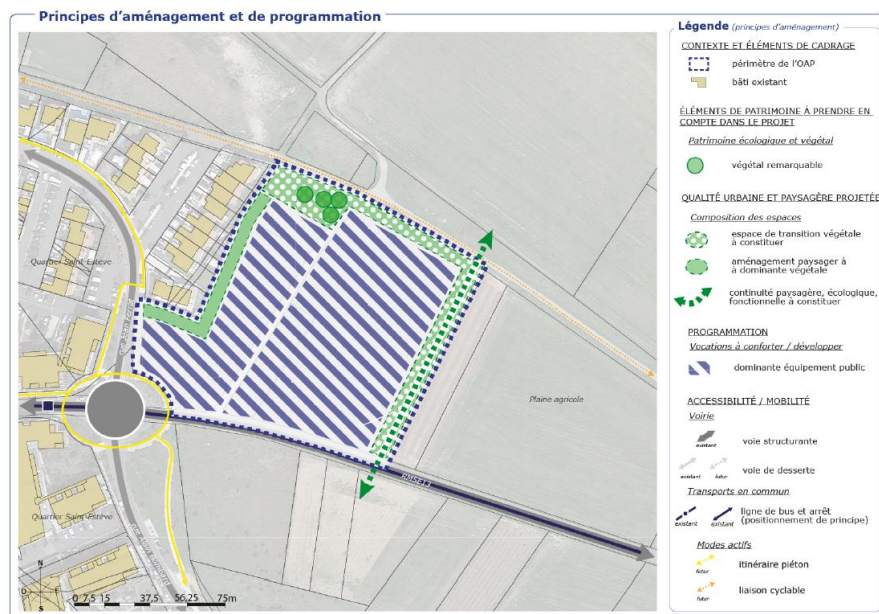 Principes d'aménagement et de programmation
Quartier Saint-Estève
Quartier Saint-Estève
Plaine agricole
N
E
S
0 7,5 15 37,5 56,25 75m
Légende (principes d'aménagement)
CONTEXTE ET ÉLÉMENTS DE CADRAGE
périmètre de l'OAP
bâti existant
ÉLÉMENTS DE PATRIMOINE À PRENDRE EN
COMPTE DANS LE PROJET
Patrimoine écologique et végétal
végétal remarquable
QUALITÉ URBAINE ET PAYSAGÈRE PROJETÉE
Composition des espaces
espace de transition végétale
à constituer
aménagement paysager à
à dominante végétale
continuité paysagère, écologique,
fonctionnelle à constituer
PROGRAMMATION
Vocations à conforter / développer
dominante équipement public
ACCESSIBILITÉ / MOBILITÉ
Voirie
existant
voie structurante
existant futur
voie de desserte
Transports en commun
existant existant
ligne de bus et arrêt
(positionnement de principe)
Modes actifs
futur
itinéraire piéton
futur
liaison cyclable